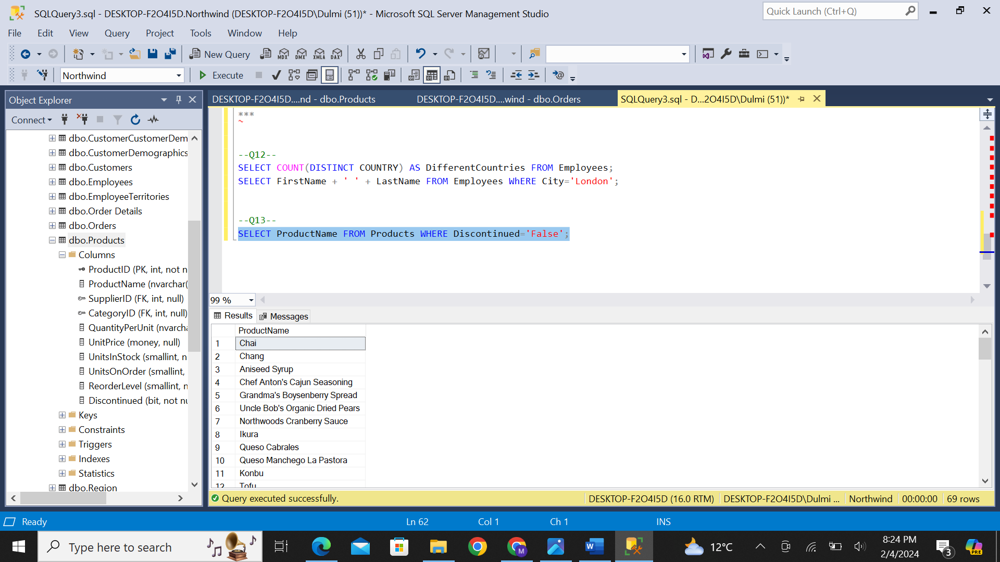 SQLQuery3.sql - DESKTOP-F2O4I5D.Northwind (DESKTOP-F2O4I5D\Dulmi (51))* - Microsoft SQL Server Management Studio
Quick Launch (Ctrl+Q)
File Edit View Query Project Tools Window Help
New Query MDX DMX XMLA DAX
Northwind Execute
Object Explorer
DESKTOP-F2O4I5D....nd - dbo.Products DESKTOP-F2O4I5D....wind - dbo.Orders SQLQuery3.sql - D...2O4I5D\Dulmi (51))*
Connect
dbo.CustomerCustomerDem
dbo.CustomerDemographics
dbo.Customers
dbo.Employees
dbo.EmployeeTerritories
dbo.Order Details
dbo.Orders
dbo.Products
Columns
ProductID (PK, int, not n
ProductName (nvarchar(
SupplierID (FK, int, null)
CategoryID (FK, int, null)
QuantityPerUnit (nvarcha
UnitPrice (money, null)
UnitsInStock (smallint, n
UnitsOnOrder (smallint,
ReorderLevel (smallint, n
Discontinued (bit, not nu
Keys
Constraints
Triggers
Indexes
Statistics
dbo.Region
***
--Q12--
SELECT COUNT(DISTINCT COUNTRY) AS DifferentCountries FROM Employees;
SELECT FirstName + ' ' + LastName FROM Employees WhERE City='London';
--Q13--
SELECT ProductName FROM Products WHERE Discontinued='False';
99 %
Results Messages
ProductName
1 Chai
2 Chang
3 Aniseed Syrup
4 Chef Anton's Cajun Seasoning
5 Grandma's Boysenberry Spread
6 Uncle Bob's Organic Dried Pears
7 Northwoods Cranberry Sauce
8 Ikura
9 Queso Cabrales
10 Queso Manchego La Pastora
11 Konbu
12 Tofu
Query executed successfully. DESKTOP-F2O4I5D (16.0 RTM) DESKTOP-F2O4I5D\Dulmi ... Northwind 00:00:00 69 rows
Ready Ln 62 Col 1 Ch 1 INS
Type here to search 12°C 8:24 PM
2/4/2024 3 PRE